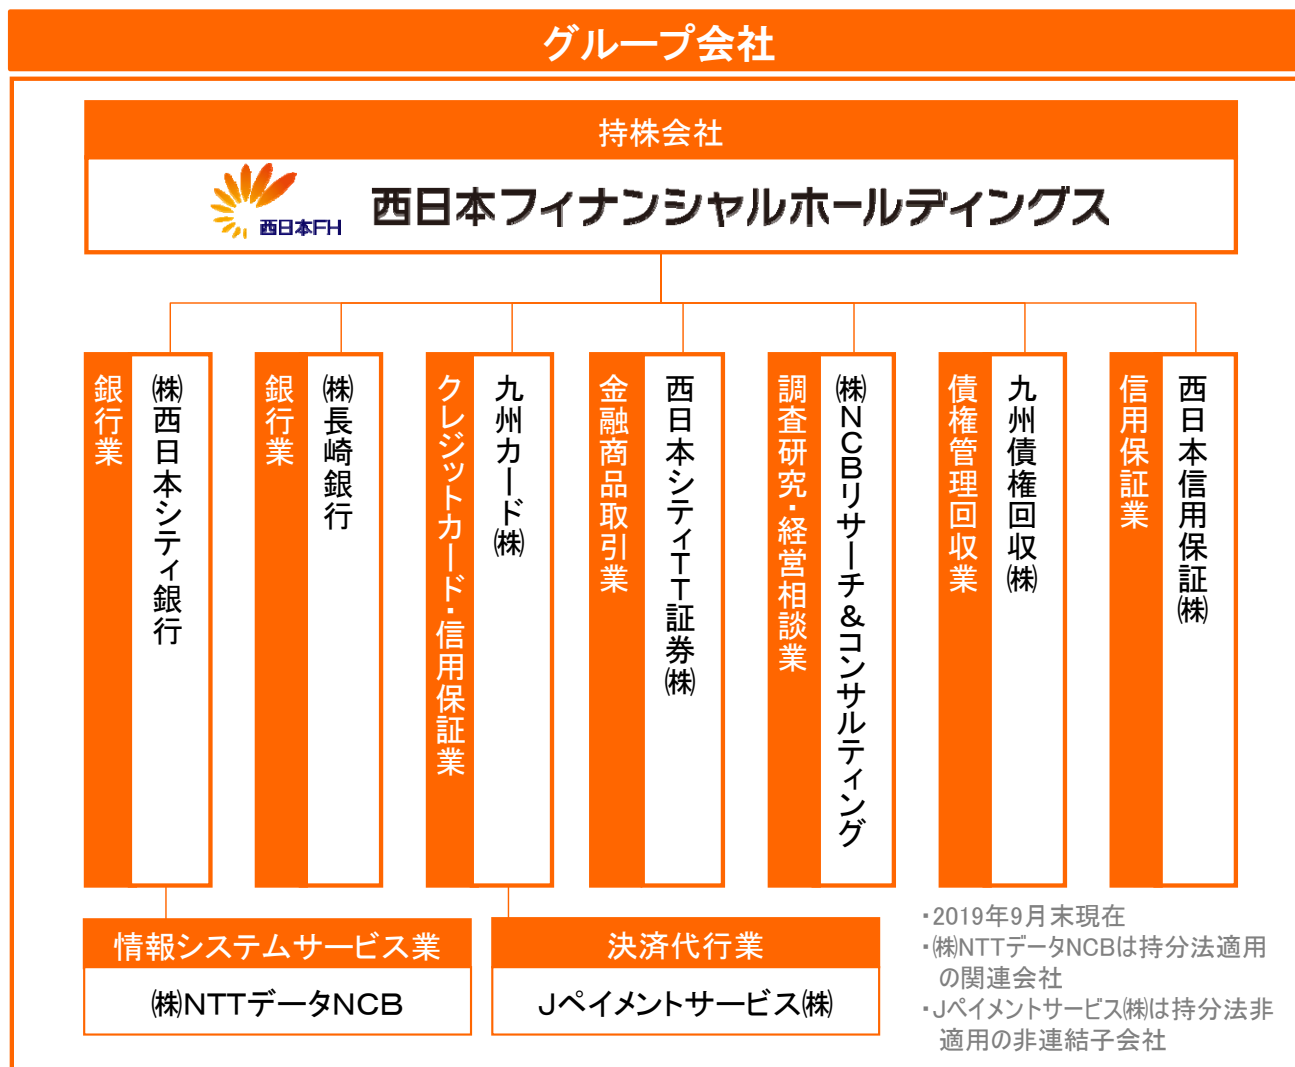 グループ会社
持株会社
西日本FH
西日本フィナンシャルホールディングス
銀行業
㈱西日本シティ銀行
銀行業
㈱長崎銀行
クレジットカード・信用保証業
九州カード㈱
金融商品取引業
西日本シティTT証券㈱
調査研究・経営相談業
㈱NCBリサーチ&コンサルティング
債権管理回収業
九州債権回収㈱
信用保証業
西日本信用保証㈱
情報システムサービス業
㈱NTTデータNCB
決済代行業
Jペイメントサービス㈱
・2019年9月末現在
・㈱NTTデータNCBは持分法適用
の関連会社
・Jペイメントサービス㈱は持分法非
適用の非連結子会社